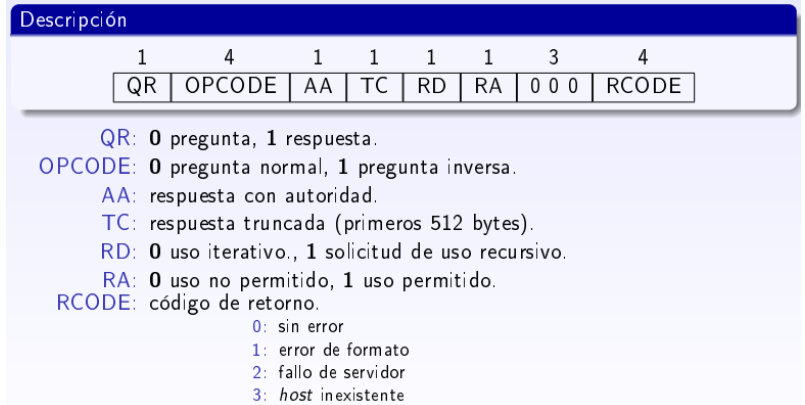 Descripción
1 4 1 1 1 1 3 4
QR OPCODE AA TC RD RA 0 0 0 RCODE
QR: 0 pregunta, 1 respuesta.
OPCODE: 0 pregunta normal, 1 pregunta inversa.
AA: respuesta con autoridad.
TC: respuesta truncada (primeros 512 bytes).
RD: 0 uso iterativo., 1 solicitud de uso recursivo.
RA: 0 uso no permitido, 1 uso permitido.
RCODE: código de retorno.
0: sin error
1: error de formato
2: fallo de servidor
3: host inexistente